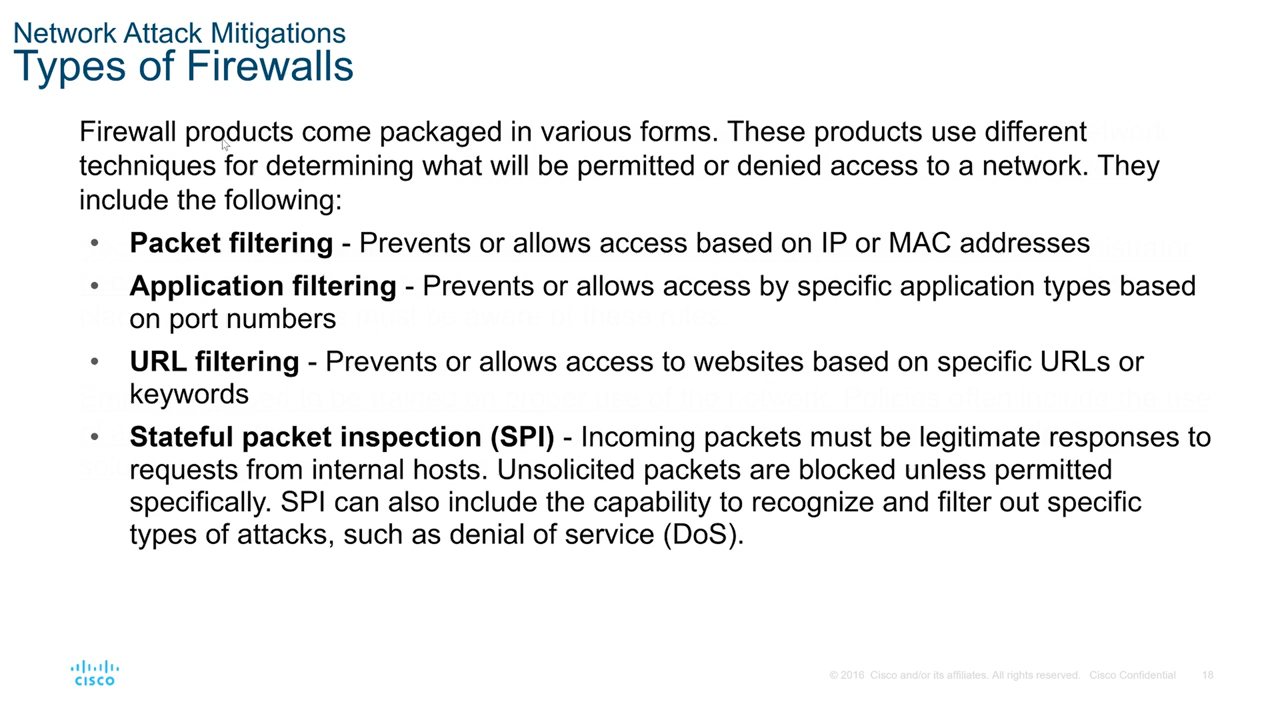 Network Attack Mitigations
Types of Firewalls
Firewall products come packaged in various forms. These products use different
techniques for determining what will be permitted or denied access to a network. They
include the following:
• Packet filtering - Prevents or allows access based on IP or MAC addresses
• Application filtering - Prevents or allows access by specific application types based
on port numbers
• URL filtering - Prevents or allows access to websites based on specific URLs or
keywords
• Stateful packet inspection (SPI) - Incoming packets must be legitimate responses to
requests from internal hosts. Unsolicited packets are blocked unless permitted
specifically. SPI can also include the capability to recognize and filter out specific
types of attacks, such as denial of service (DoS).
CISCO
© 2016 Cisco and/or its affiliates. All rights reserved. Cisco Confidential 18